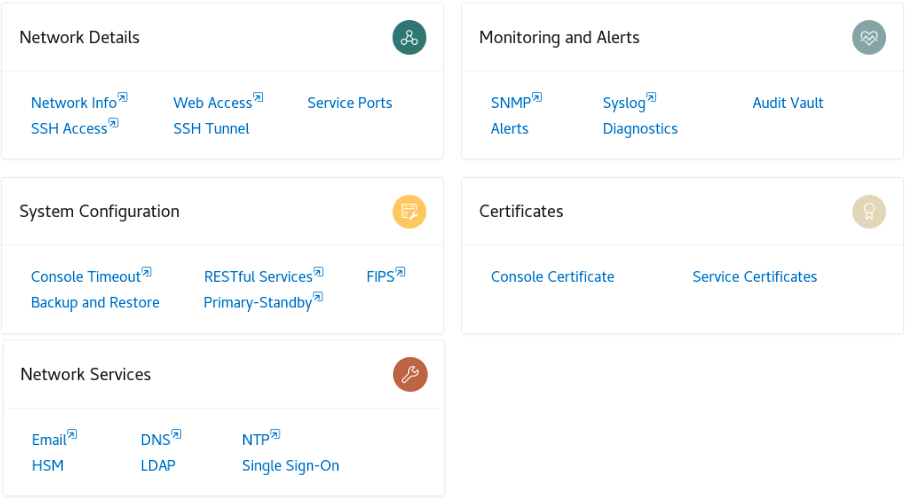 Network Details
Network Info Web Access Service Ports
SSH Access SSH Tunnel
Monitoring and Alerts
SNMP Syslog Audit Vault
Alerts Diagnostics
System Configuration
Console Timeout RESTful Services FIPS
Backup and Restore Primary-Standby
Certificates
Console Certificate Service Certificates
Network Services
Email DNS NTP
HSM LDAP Single Sign-On